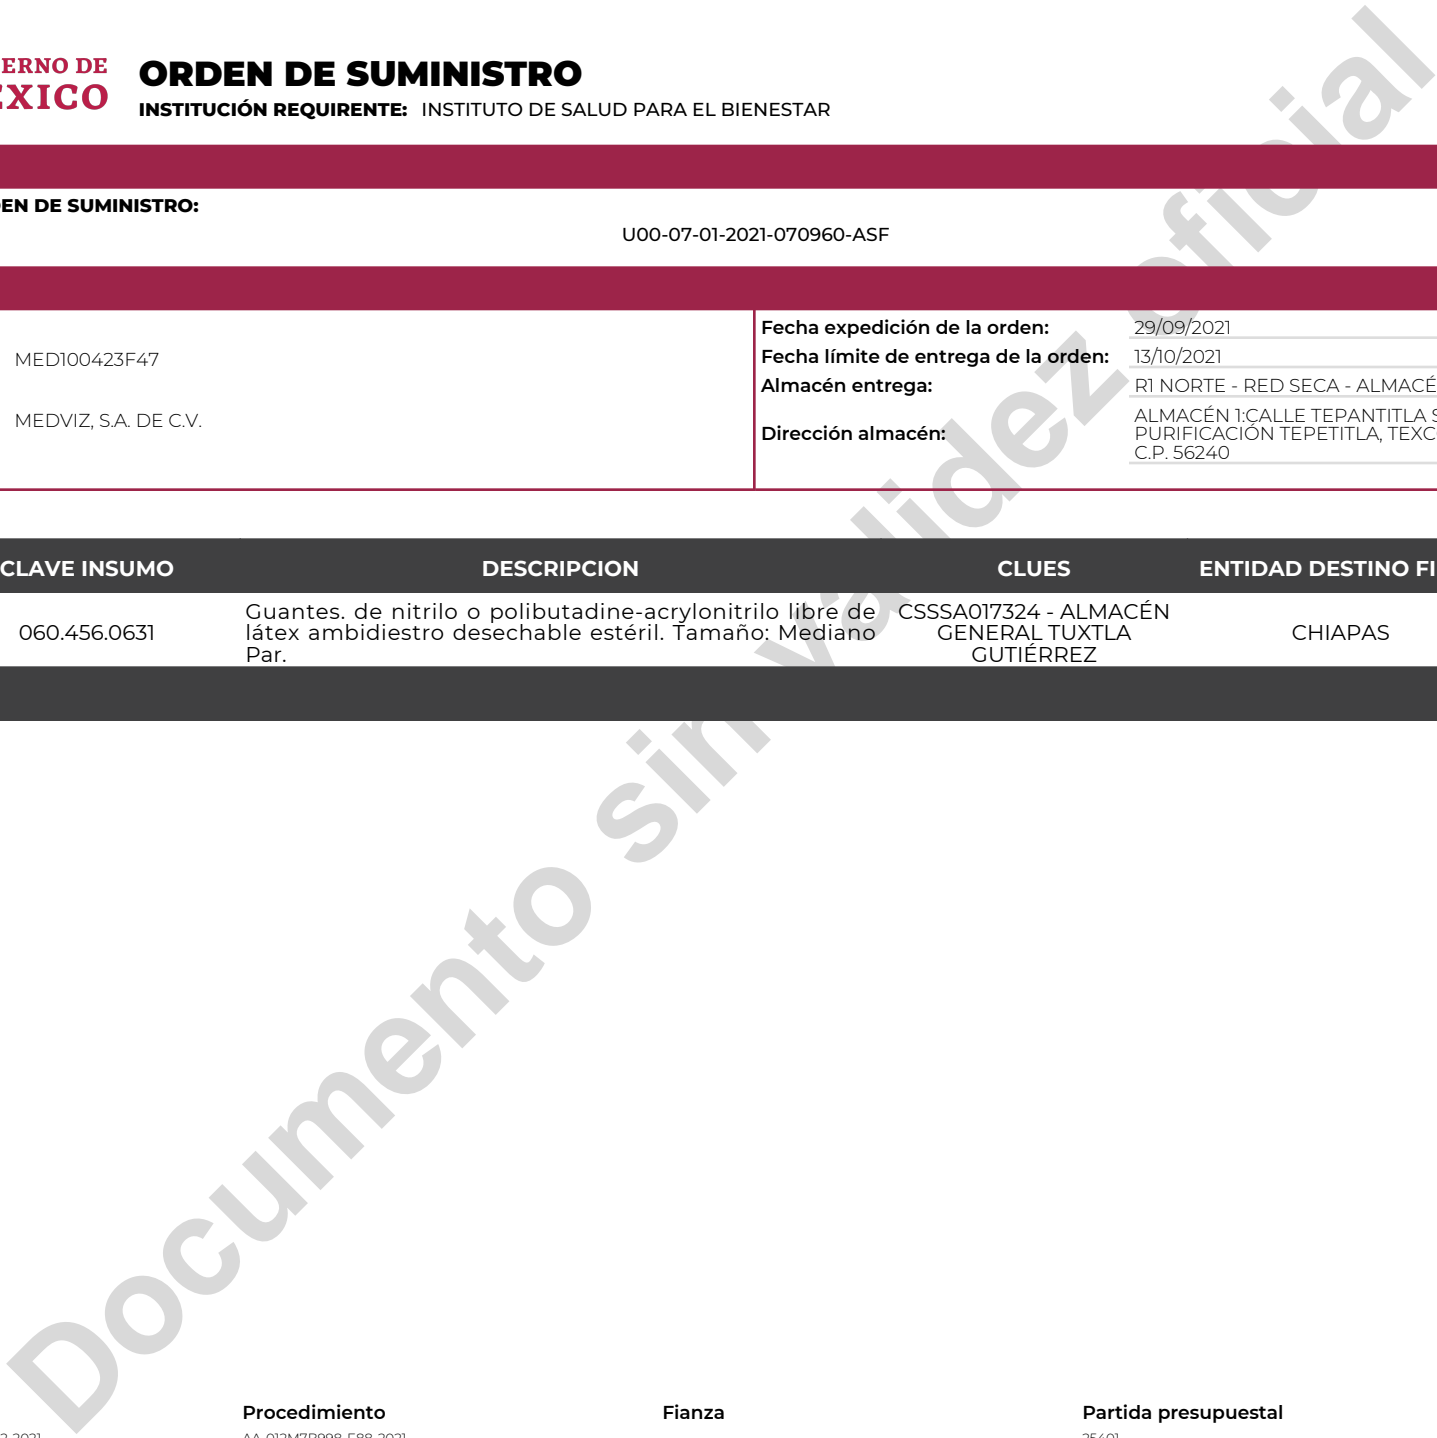 ERNO DE
EXICO
ORDEN DE SUMINISTRO
INSTITUCIÓN REQUIRENTE: INSTITUTO DE SALUD PARA EL BIENESTAR
EN DE SUMINISTRO:
U00-07-01-2021-070960-ASF
MED100423F47
MEDVIZ, S.A. DE C.V.
Fecha expedición de la orden: 29/09/2021
Fecha límite de entrega de la orden: 13/10/2021
Almacén entrega: R1 NORTE - RED SECA - ALMACÉ
Dirección almacén:
ALMACÉN 1:CALLE TEPANTITLA S
PURIFICACIÓN TEPETITLA, TEXC
C.P. 56240
CLAVE INSUMO DESCRIPCION CLUES ENTIDAD DESTINO FI
060.456.0631
Guantes. de nitrilo o polibutadine-acrylonitrilo libre de
látex ambidiestro desechable estéril. Tamaño: Mediano
Par.
CSSSA017324 - ALMACÉN
GENERAL TUXTLA
GUTIÉRREZ
CHIAPAS
Documento sin validez oficial
Procedimiento Fianza Partida presupuestal